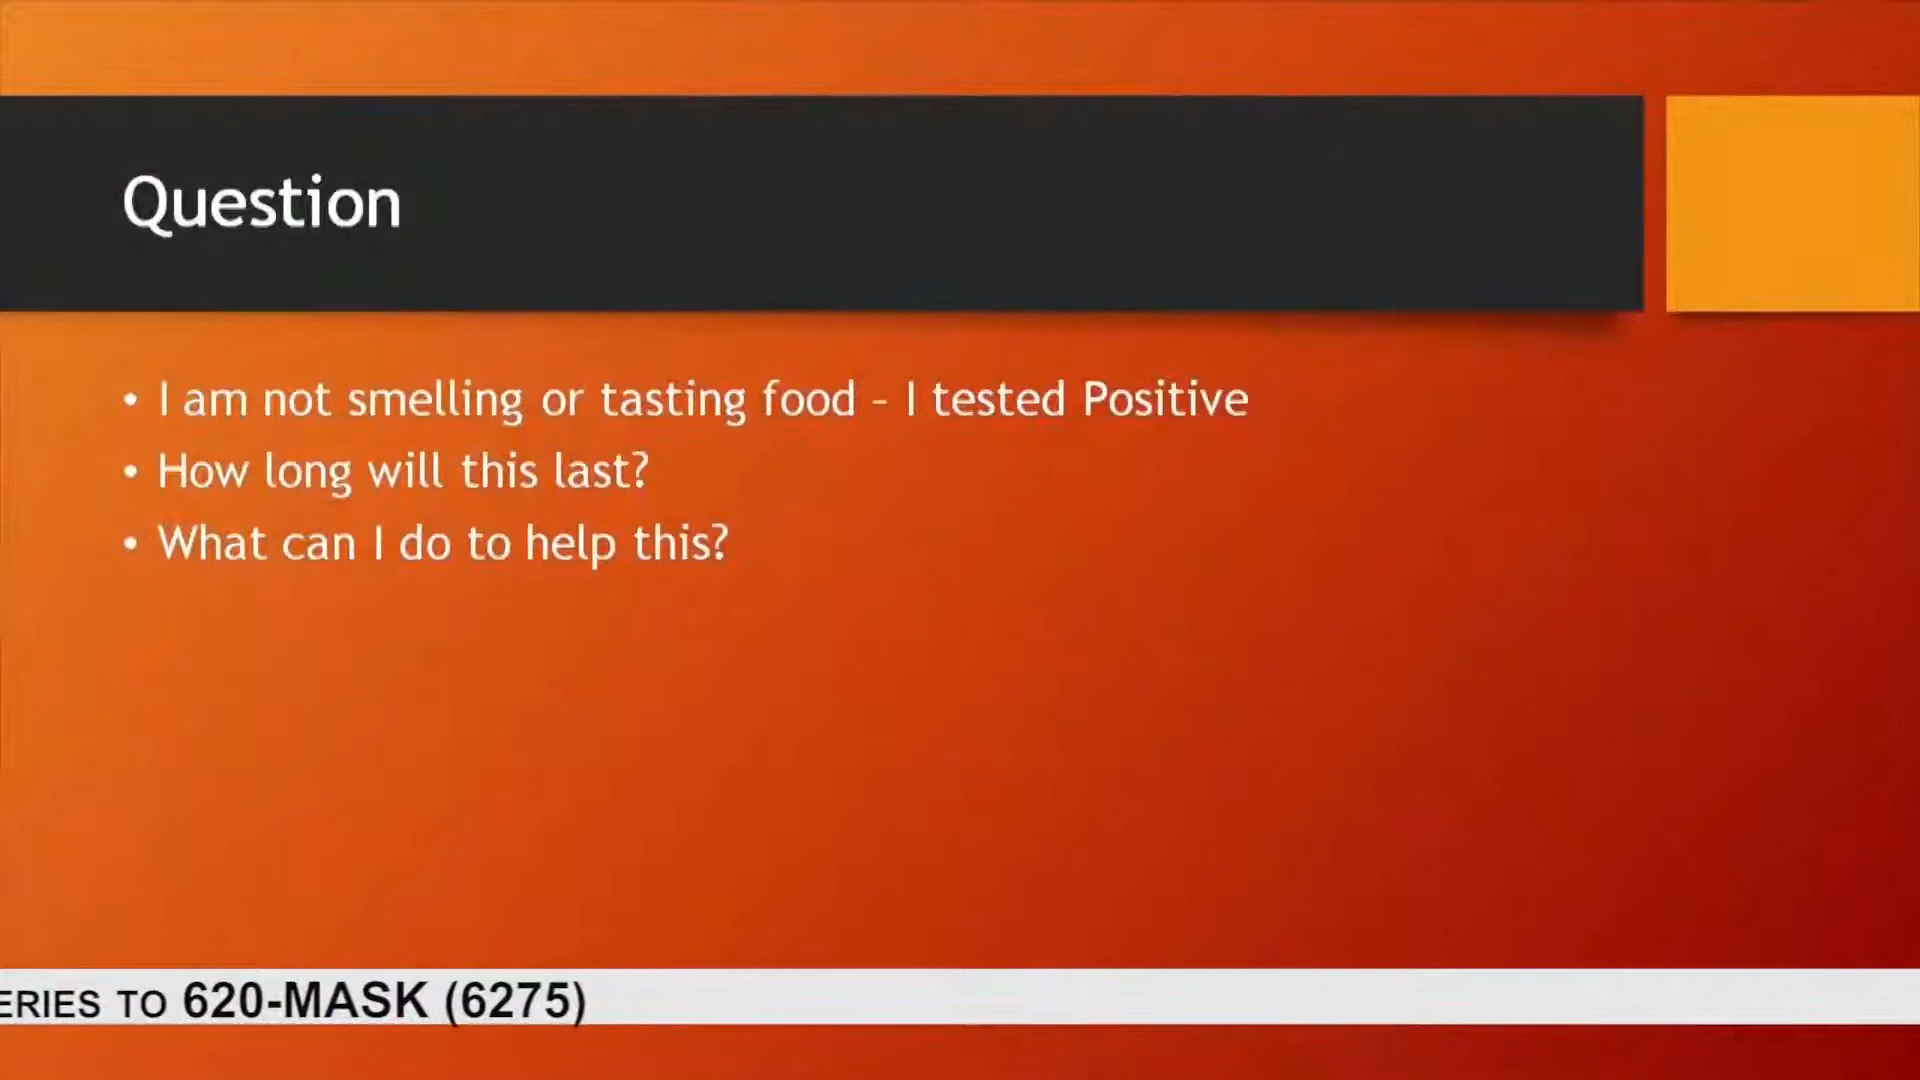 Question
• I am not smelling or tasting food – I tested Positive
• How long will this last?
• What can I do to help this?
ERIES TO 620-MASK (6275)